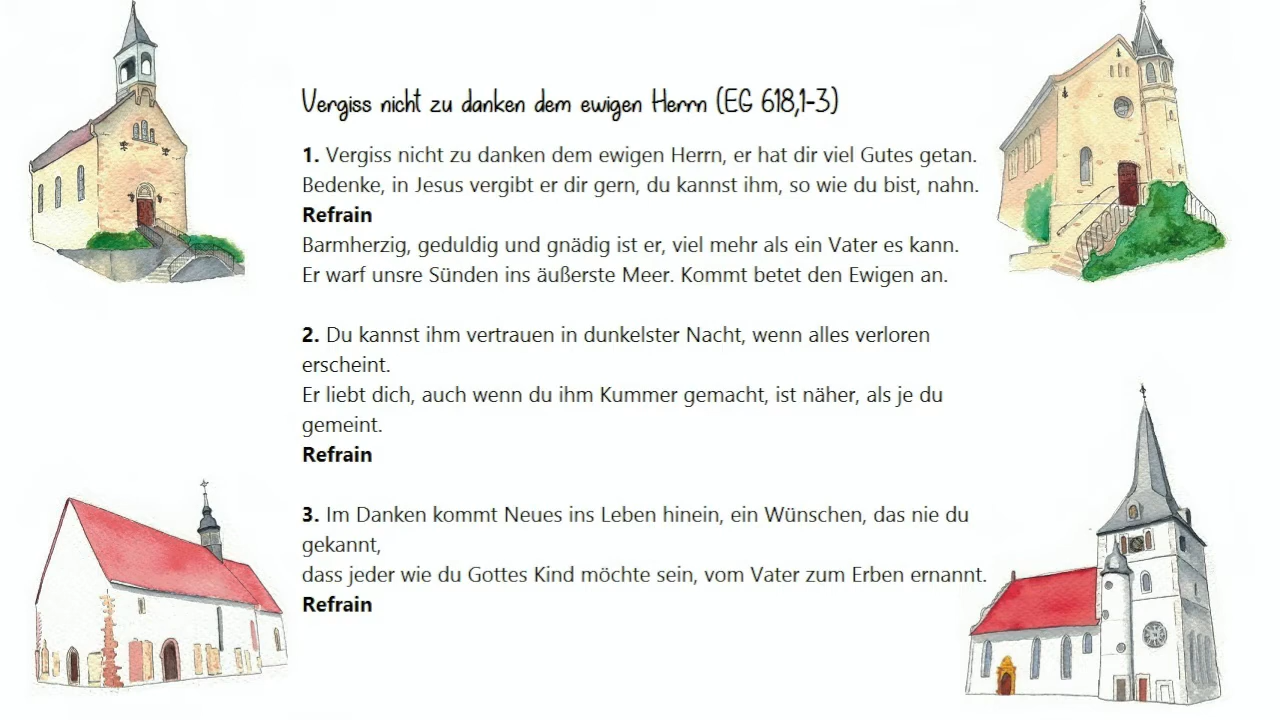 Vergiss nicht zu danken dem ewigen Herrn (EG 618,1-3)
1. Vergiss nicht zu danken dem ewigen Herrn, er hat dir viel Gutes getan.
Bedenke, in Jesus vergibt er dir gern, du kannst ihm, so wie du bist, nahn.
Refrain
Barmherzig, geduldig und gnädig ist er, viel mehr als ein Vater es kann.
Er warf unsre Sünden ins äußerste Meer. Kommt betet den Ewigen an.
2. Du kannst ihm vertrauen in dunkelster Nacht, wenn alles verloren
erscheint.
Er liebt dich, auch wenn du ihm Kummer gemacht, ist näher, als je du
gemeint.
Refrain
3. Im Danken kommt Neues ins Leben hinein, ein Wünschen, das nie du
gekannt,
dass jeder wie du Gottes Kind möchte sein, vom Vater zum Erben ernannt.
Refrain